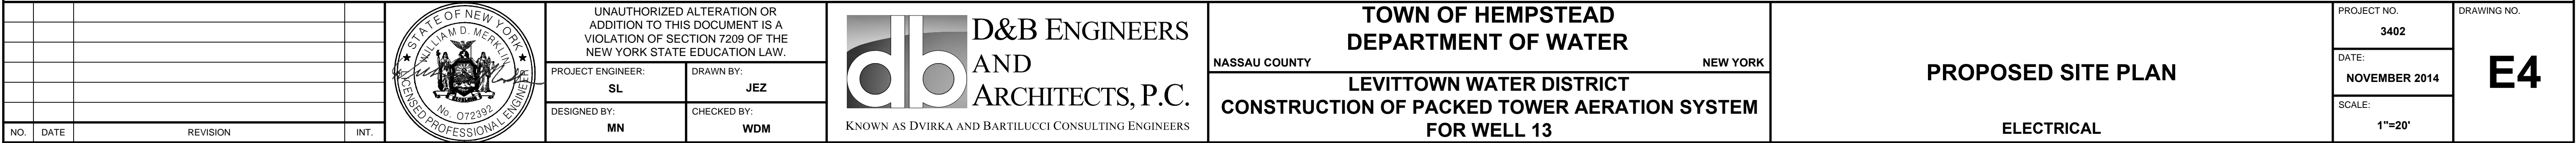 NO. DATE REVISION INT.
STATE OF NEW YORK
WILLIAM D. MERKLIN
No. 072392
LICENSED PROFESSIONAL ENGINEER
UNAUTHORIZED ALTERATION OR
ADDITION TO THIS DOCUMENT IS A
VIOLATION OF SECTION 7209 OF THE
NEW YORK STATE EDUCATION LAW.
PROJECT ENGINEER:
SL
DRAWN BY:
JEZ
DESIGNED BY:
MN
CHECKED BY:
WDM
db
D&B ENGINEERS
AND
ARCHITECTS, P.C.
KNOWN AS DVIRKA AND BARTILUCCI CONSULTING ENGINEERS
TOWN OF HEMPSTEAD
DEPARTMENT OF WATER
NASSAU COUNTY NEW YORK
LEVITTOWN WATER DISTRICT
CONSTRUCTION OF PACKED TOWER AERATION SYSTEM
FOR WELL 13
PROPOSED SITE PLAN
ELECTRICAL
PROJECT NO.
3402
DATE:
NOVEMBER 2014
SCALE:
1"=20'
DRAWING NO.
E4